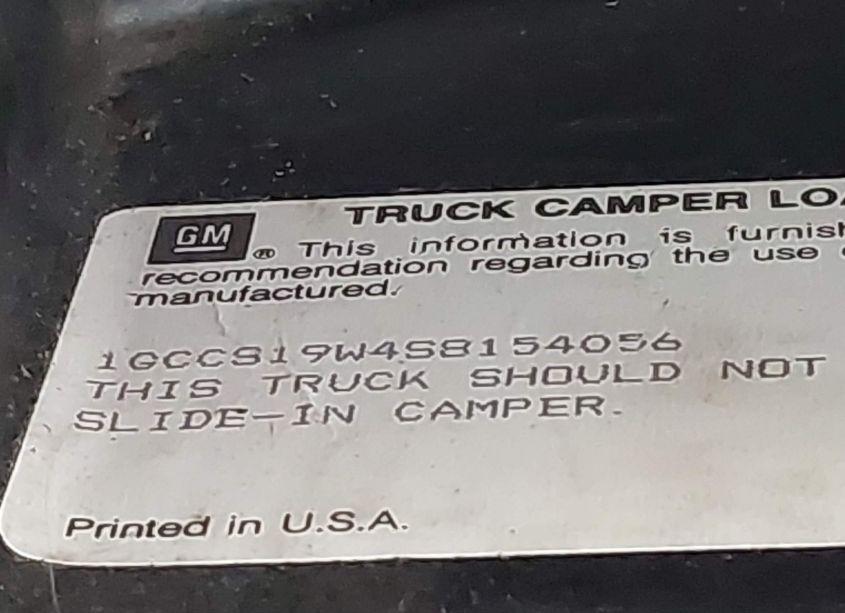 GM ® TRUCK CAMPER LOA
This information is furnish
recommendation regarding the use
manufactured.
1GCCS19W4S8154056
THIS TRUCK SHOULD NOT
SLIDE-IN CAMPER.
Printed in U.S.A.